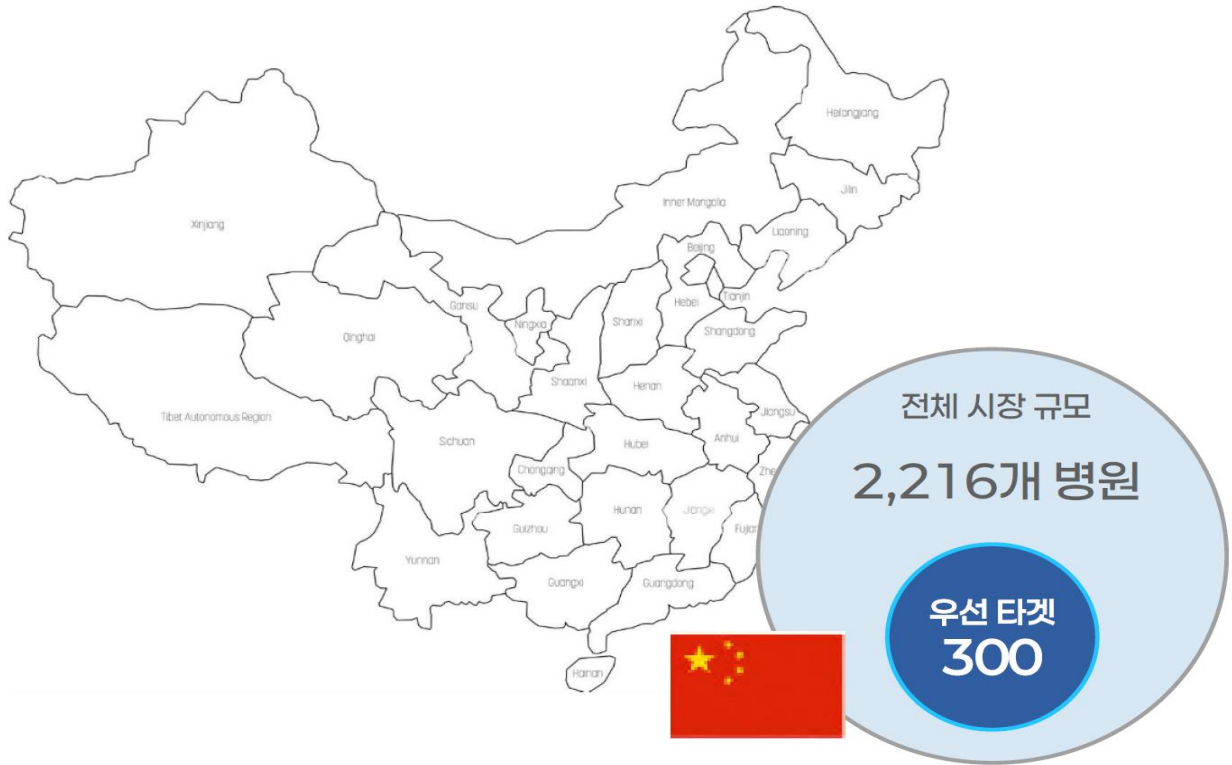 Heilongjiang
Jilin
Inner Mongolia
Liaoning
Xinjiang
Beijing
Tianjin
Hebei
Gansu
Ningxia
Shanxi
Shangdong
Qinghai
Shaanxi
Henan
Jiangsu
Tibet Autonomous Region
Sichuan
Hubei
Anhui
Chongqing
Zhe
Hunan
Jiangxi
Guizhou
Fujian
Yunnan
Guangxi
Guangdong
Hainan
전체 시장 규모
2,216개 병원
우선 타겟
300